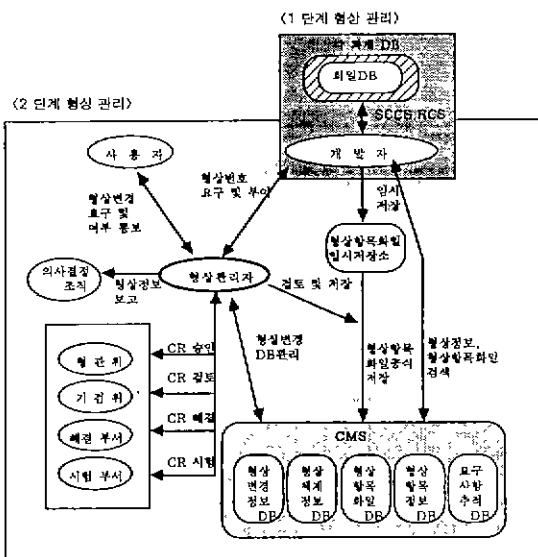 〈1 단계 형상 관리〉
DB
화일DB
SCCS/RCS
개 발 자
〈2 단계 형상 관리〉
사 용 자
형상변경
요구 및
여부 통보
형상번호
요구 및 부여
임시
저장
형상항목화일
임시저장소
의사결정
조직
형상정보
보고
형상관리자
검토 및 저장
형상변경
DB관리
형상항목
화일공식
저장
형상정보,
형상항목화일
검색
CR 승인
CR 검토
CR 해결
CR 시험
형 관 위
기 검 위
해결 부서
시험 부서
CMS
형상
변경
정보
DB
형상
체계
정보
DB
형상
항목
화일
DB
형상
항목
정보
DB
요구
사항
추적
DB